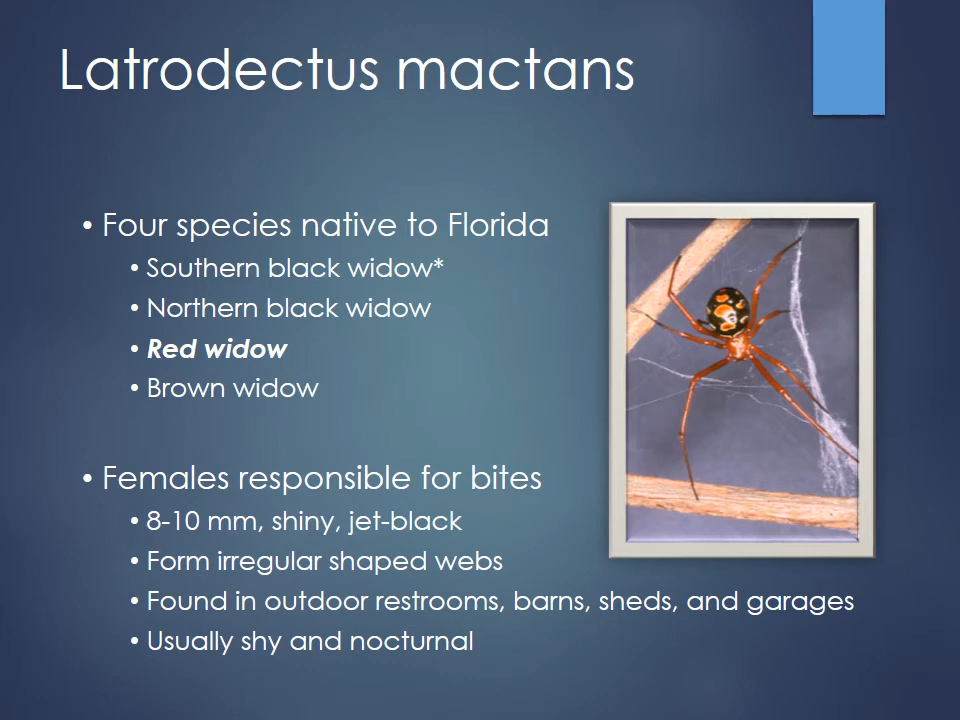 Latrodectus mactans
• Four species native to Florida
• Southern black widow*
• Northern black widow
• Red widow
• Brown widow
• Females responsible for bites
• 8-10 mm, shiny, jet-black
• Form irregular shaped webs
• Found in outdoor restrooms, barns, sheds, and garages
• Usually shy and nocturnal